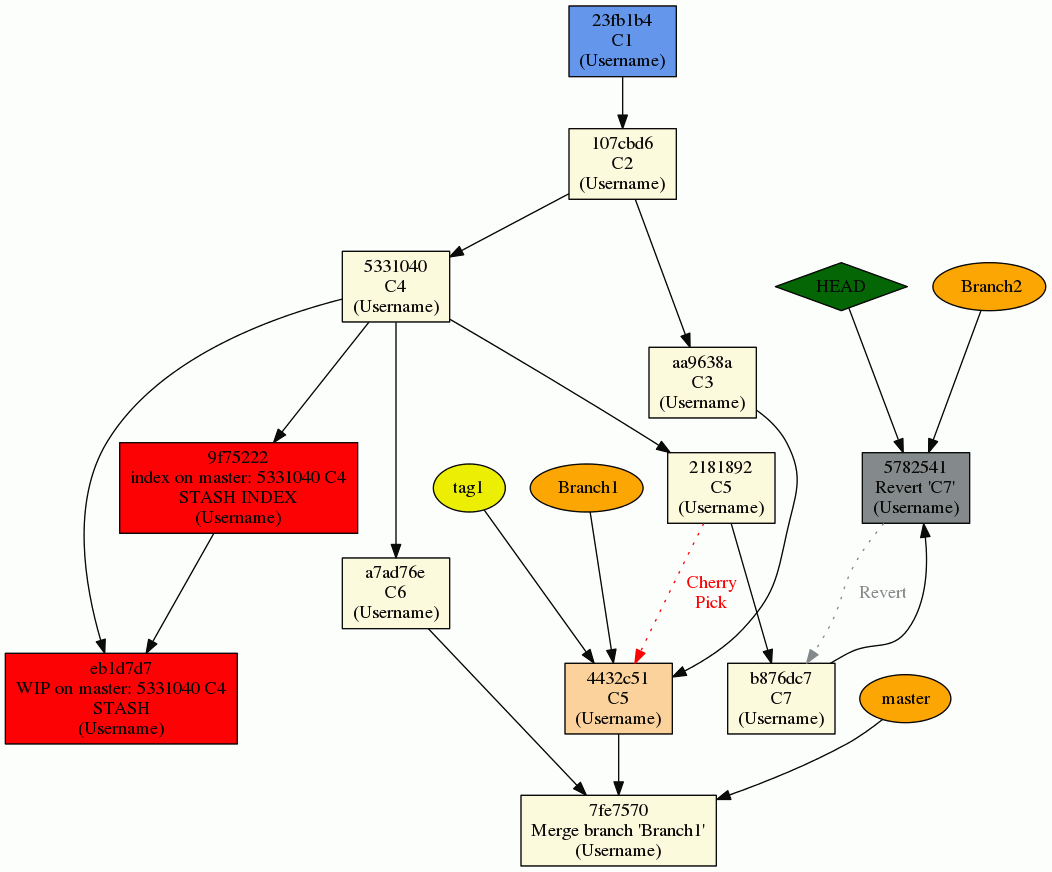 23fb1b4
C1
(Username)
107cbd6
C2
(Username)
5331040
C4
(Username)
HEAD
Branch2
aa9638a
C3
(Username)
9f75222
index on master: 5331040 C4
STASH INDEX
(Username)
tag1
Branch1
2181892
C5
(Username)
5782541
Revert 'C7'
(Username)
a7ad76e
C6
(Username)
Cherry
Pick
Revert
eb1d7d7
WIP on master: 5331040 C4
STASH
(Username)
4432c51
C5
(Username)
b876dc7
C7
(Username)
master
7fe7570
Merge branch 'Branch1'
(Username)